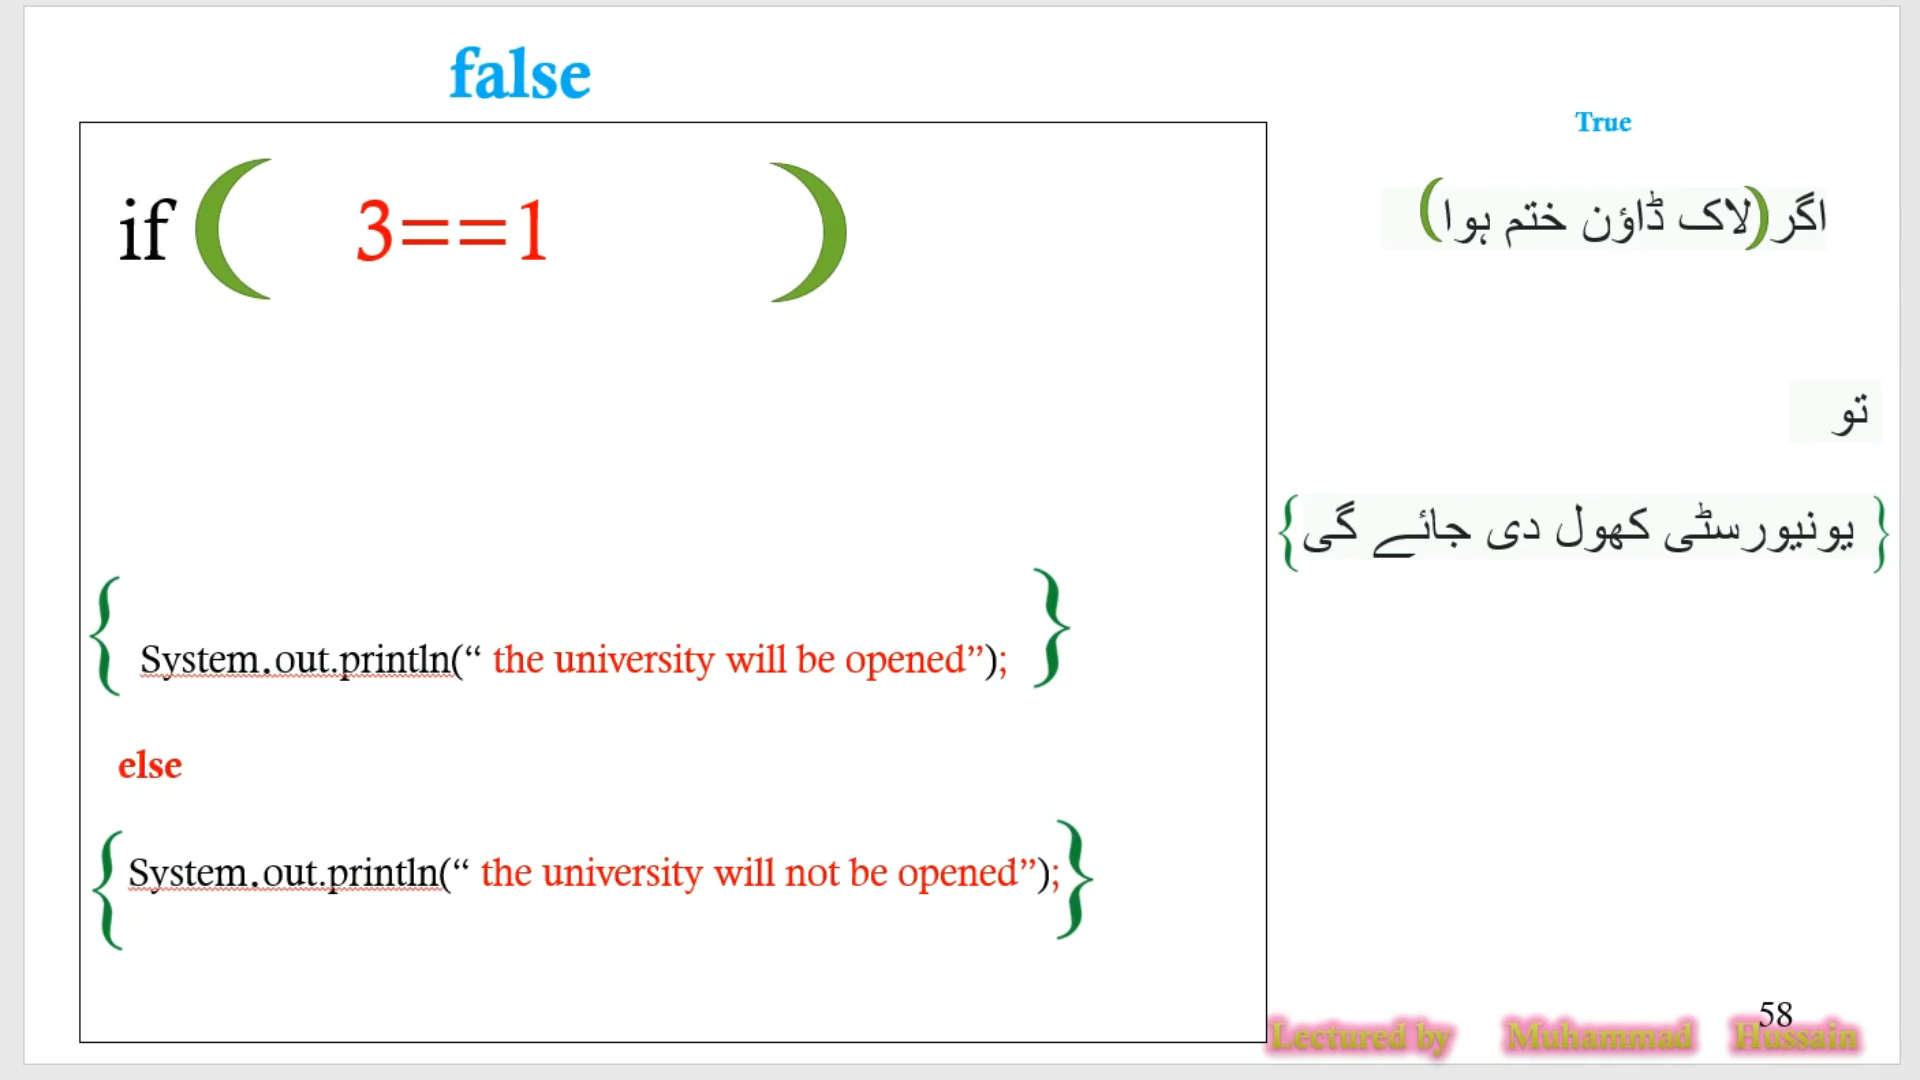 false
if ( 3==1 )
{ System.out.println(“ the university will be opened”); }
else
{ System.out.println(“ the university will not be opened”); }
True
اگر(لاک ڈاؤن ختم ہوا)
تو
{یونیورسٹی کھول دی جائے گی}
58
Lectured by Muhammad Hussain